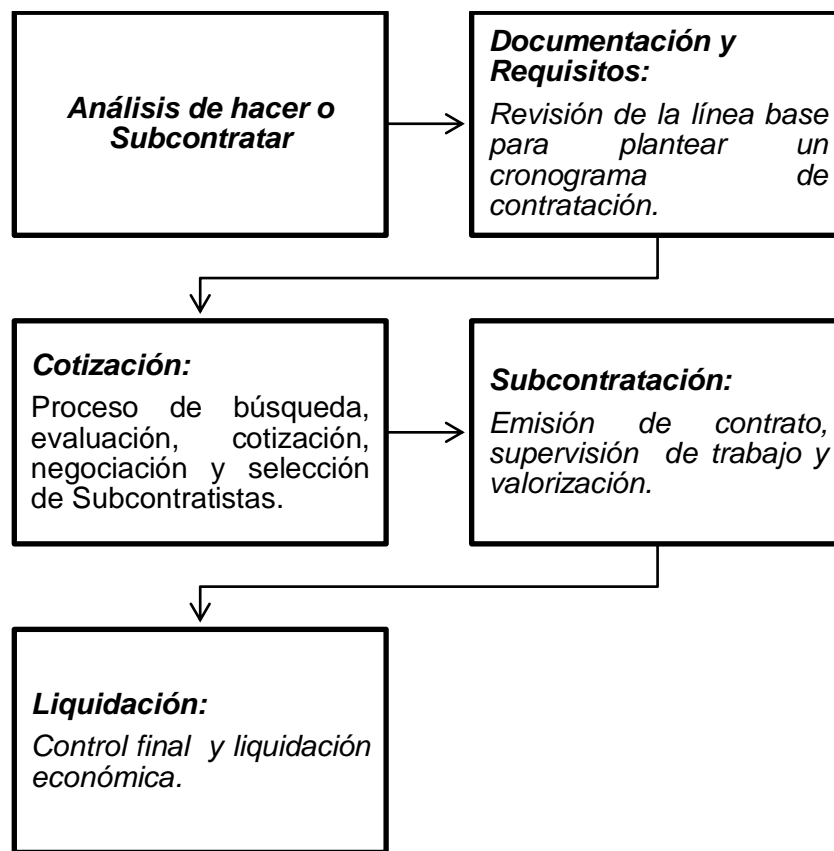 Análisis de hacer o
Subcontratar
Documentación y
Requisitos:
Revisión de la línea base
para plantear un
cronograma de
contratación.
Cotización:
Proceso de búsqueda,
evaluación, cotización,
negociación y selección
de Subcontratistas.
Subcontratación:
Emisión de contrato,
supervisión de trabajo y
valorización.
Liquidación:
Control final y liquidación
económica.